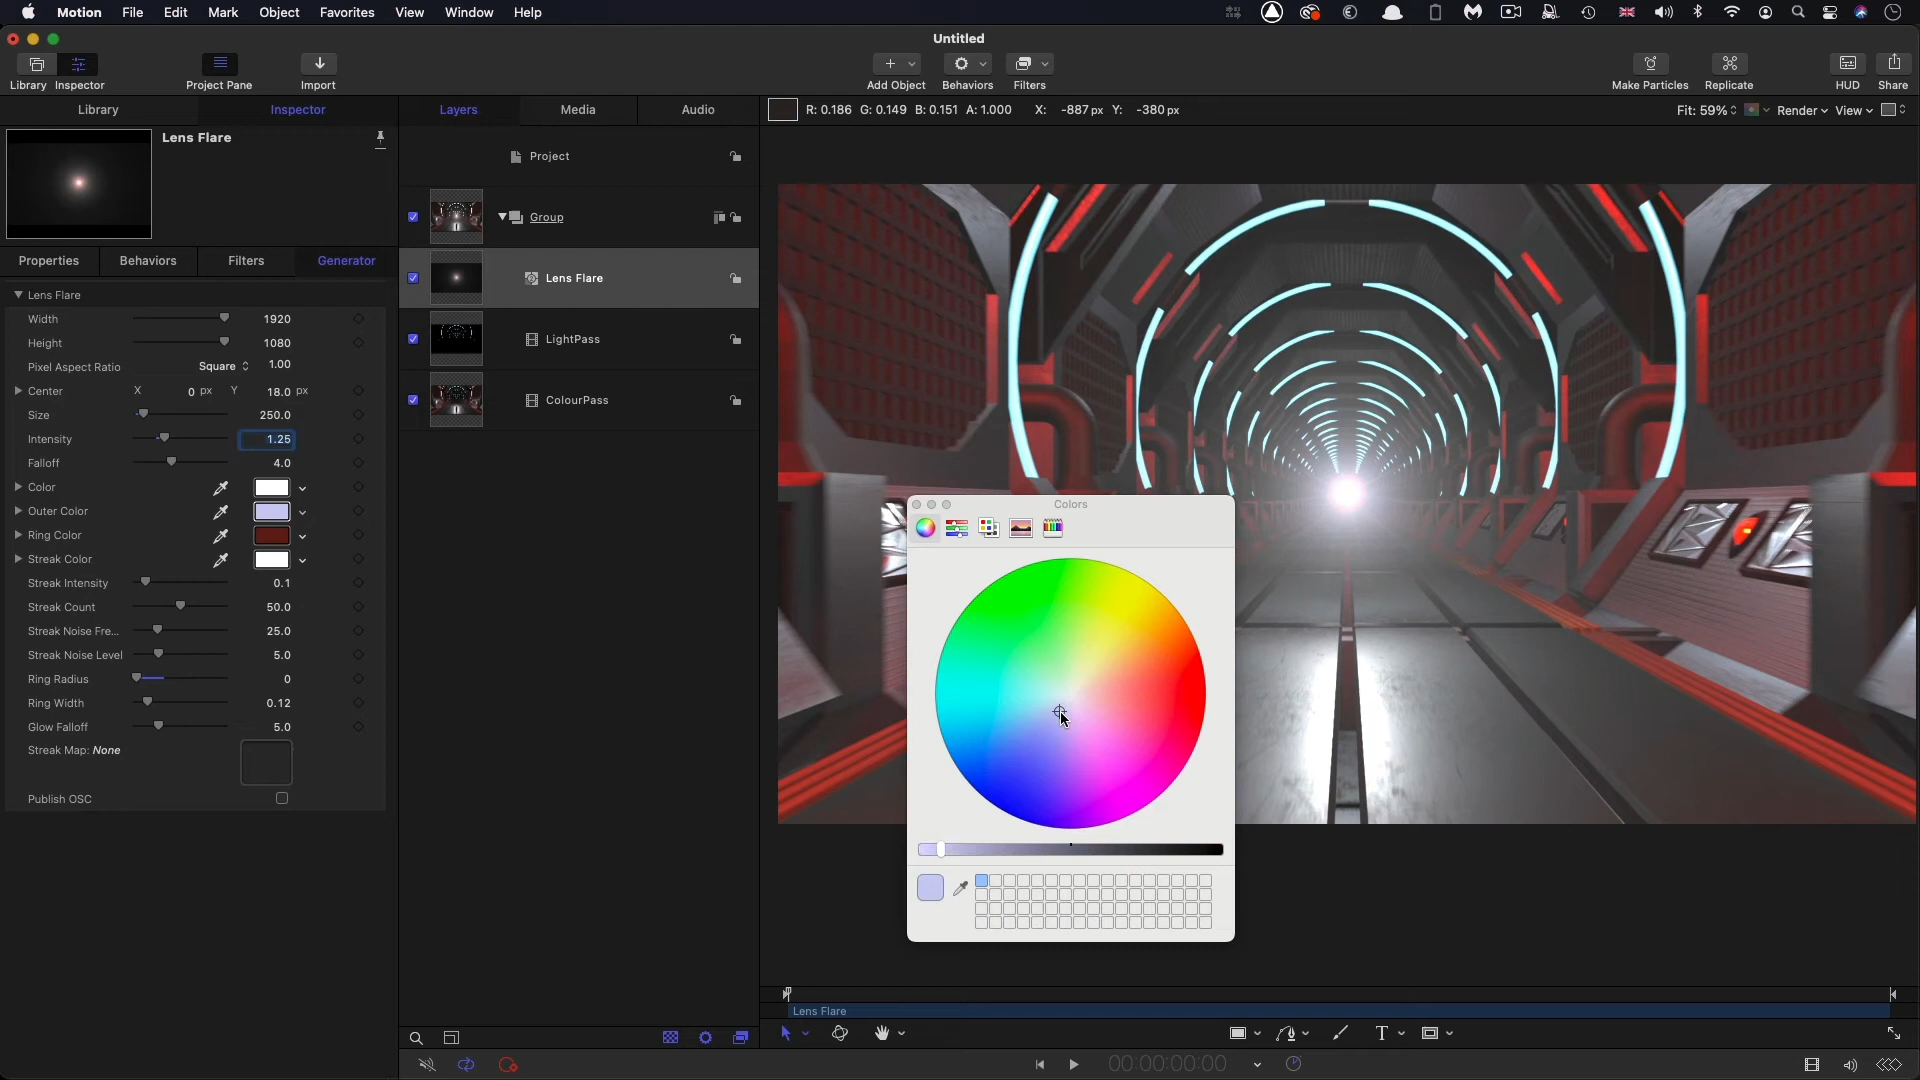 Motion File Edit Mark Object Favorites View Window Help
Untitled
Library Inspector Project Pane Import Add Object Behaviors Filters Make Particles Replicate HUD Share
Library Inspector Layers Media Audio R: 0.186 G: 0.149 B: 0.151 A: 1.000 X: -887 px Y: -380 px Fit: 59% Render View
Lens Flare
Project
Group
Properties Behaviors Filters Generator
Lens Flare
Lens Flare
Width 1920
Height 1080
LightPass
Pixel Aspect Ratio Square 1.00
Center X 0 px Y 18.0 px
ColourPass
Size 250.0
Intensity 1.25
Falloff 4.0
Color
Outer Color
Ring Color
Streak Color
Streak Intensity 0.1
Streak Count 50.0
Streak Noise Fre... 25.0
Streak Noise Level 5.0
Ring Radius 0
Ring Width 0.12
Glow Falloff 5.0
Streak Map: None
Publish OSC
Colors
Lens Flare
T
00:00:00:00